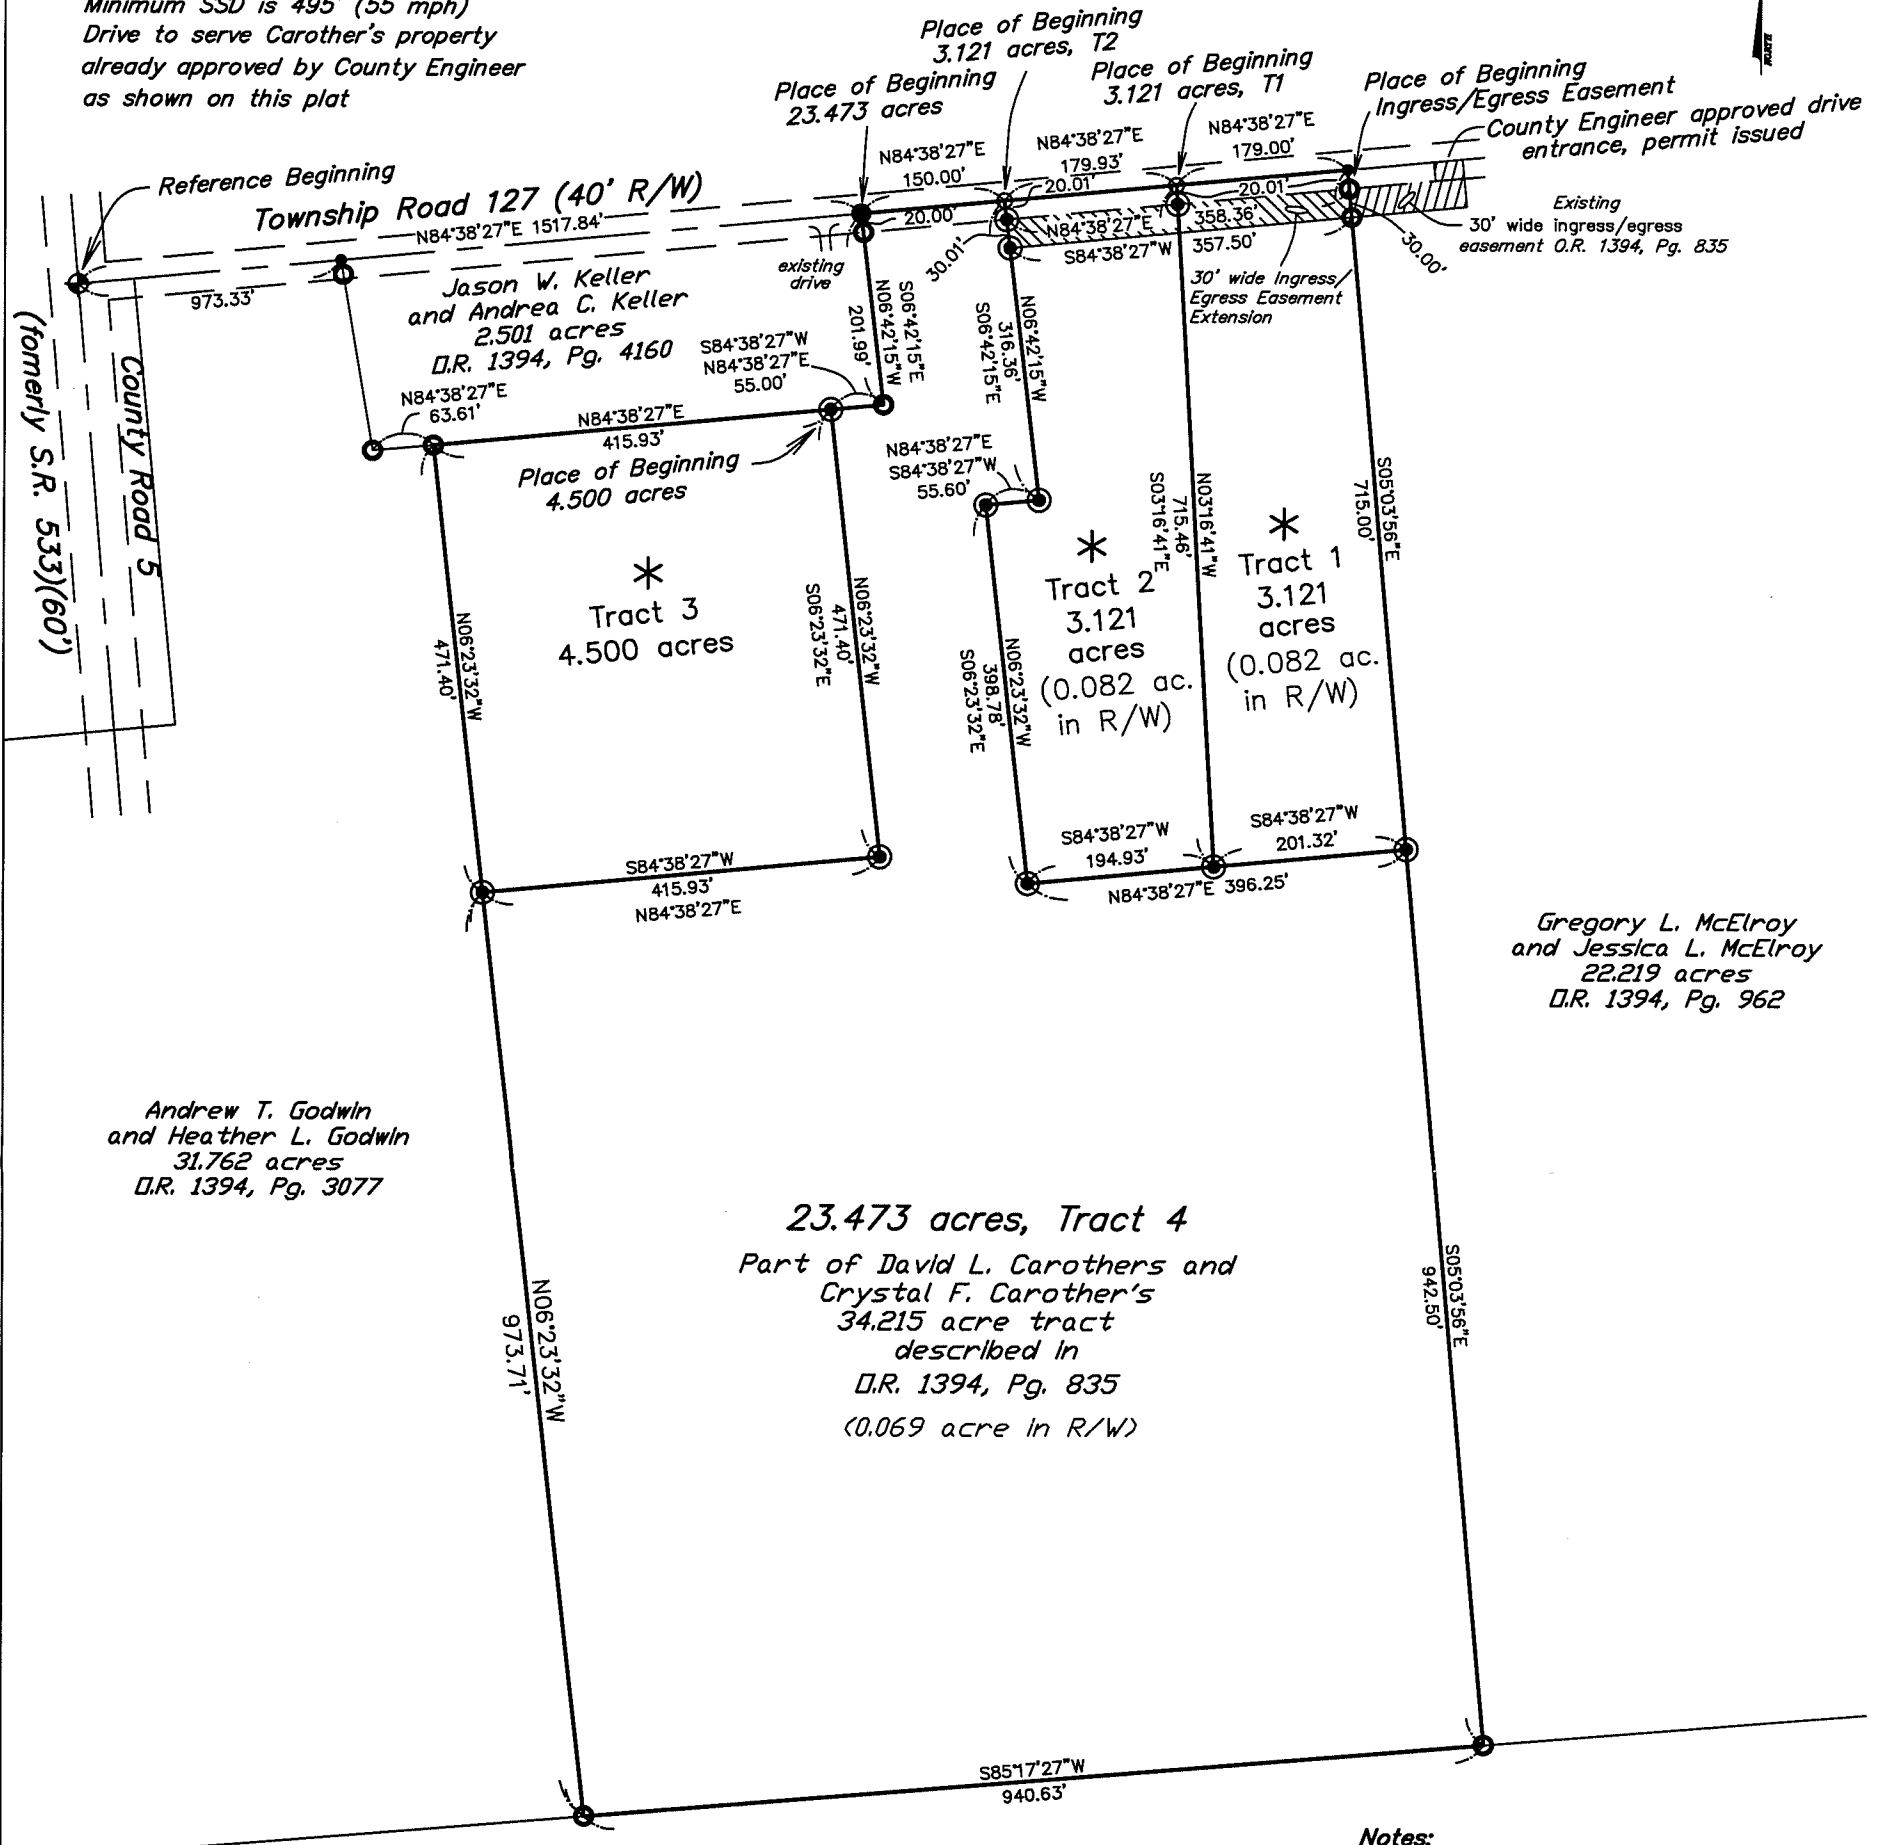 Minimum SSD is 495' (55 mph)
Drive to serve Carother's property
already approved by County Engineer
as shown on this plat
Place of Beginning
3.121 acres, T2
Place of Beginning
23.473 acres
Place of Beginning
3.121 acres, T1
Place of Beginning
Ingress/Egress Easement
County Engineer approved drive
entrance, permit issued
NORTH
Reference Beginning
Township Road 127 (40' R/W)
N84°38'27"E 1517.84'
973.33'
N84°38'27"E
150.00'
N84°38'27"E
179.93'
N84°38'27"E
179.00'
20.00'
20.01'
20.01'
N84°38'27"E
358.36'
S84°38'27"W
357.50'
30.01'
30.00'
Existing
30' wide ingress/egress
easement O.R. 1394, Pg. 835
30' wide Ingress/
Egress Easement
Extension
existing
drive
Jason W. Keller
and Andrea C. Keller
2.501 acres
O.R. 1394, Pg. 4160
County Road 5
(fomerly S.R. 533)(60')
N84°38'27"E
63.61'
S84°38'27"W
N84°38'27"E
55.00'
S06°42'15"E
N06°42'15"W
201.99'
N06°42'15"W
316.36'
S06°42'15"E
N84°38'27"E
415.93'
Place of Beginning
4.500 acres
N84°38'27"E
S84°38'27"W
55.60'
N03°16'41"W
715.46'
S03°16'41"E
S05°03'56"E
715.00'
Tract 3
4.500 acres
Tract 2
3.121
acres
(0.082 ac.
in R/W)
Tract 1
3.121
acres
(0.082 ac.
in R/W)
N06°23'32"W
471.40'
N06°23'32"W
471.40'
S06°23'32"E
N06°23'32"W
398.78'
S06°23'32"E
S84°38'27"W
415.93'
N84°38'27"E
S84°38'27"W
194.93'
S84°38'27"W
201.32'
N84°38'27"E 396.25'
Gregory L. McElroy
and Jessica L. McElroy
22.219 acres
O.R. 1394, Pg. 962
Andrew T. Godwin
and Heather L. Godwin
31.762 acres
O.R. 1394, Pg. 3077
23.473 acres, Tract 4
Part of David L. Carothers and
Crystal F. Carother's
34.215 acre tract
described in
O.R. 1394, Pg. 835
(0.069 acre in R/W)
N06°23'32"W
973.71'
S05°03'56"E
942.50'
S85°17'27"W
940.63'
Notes: